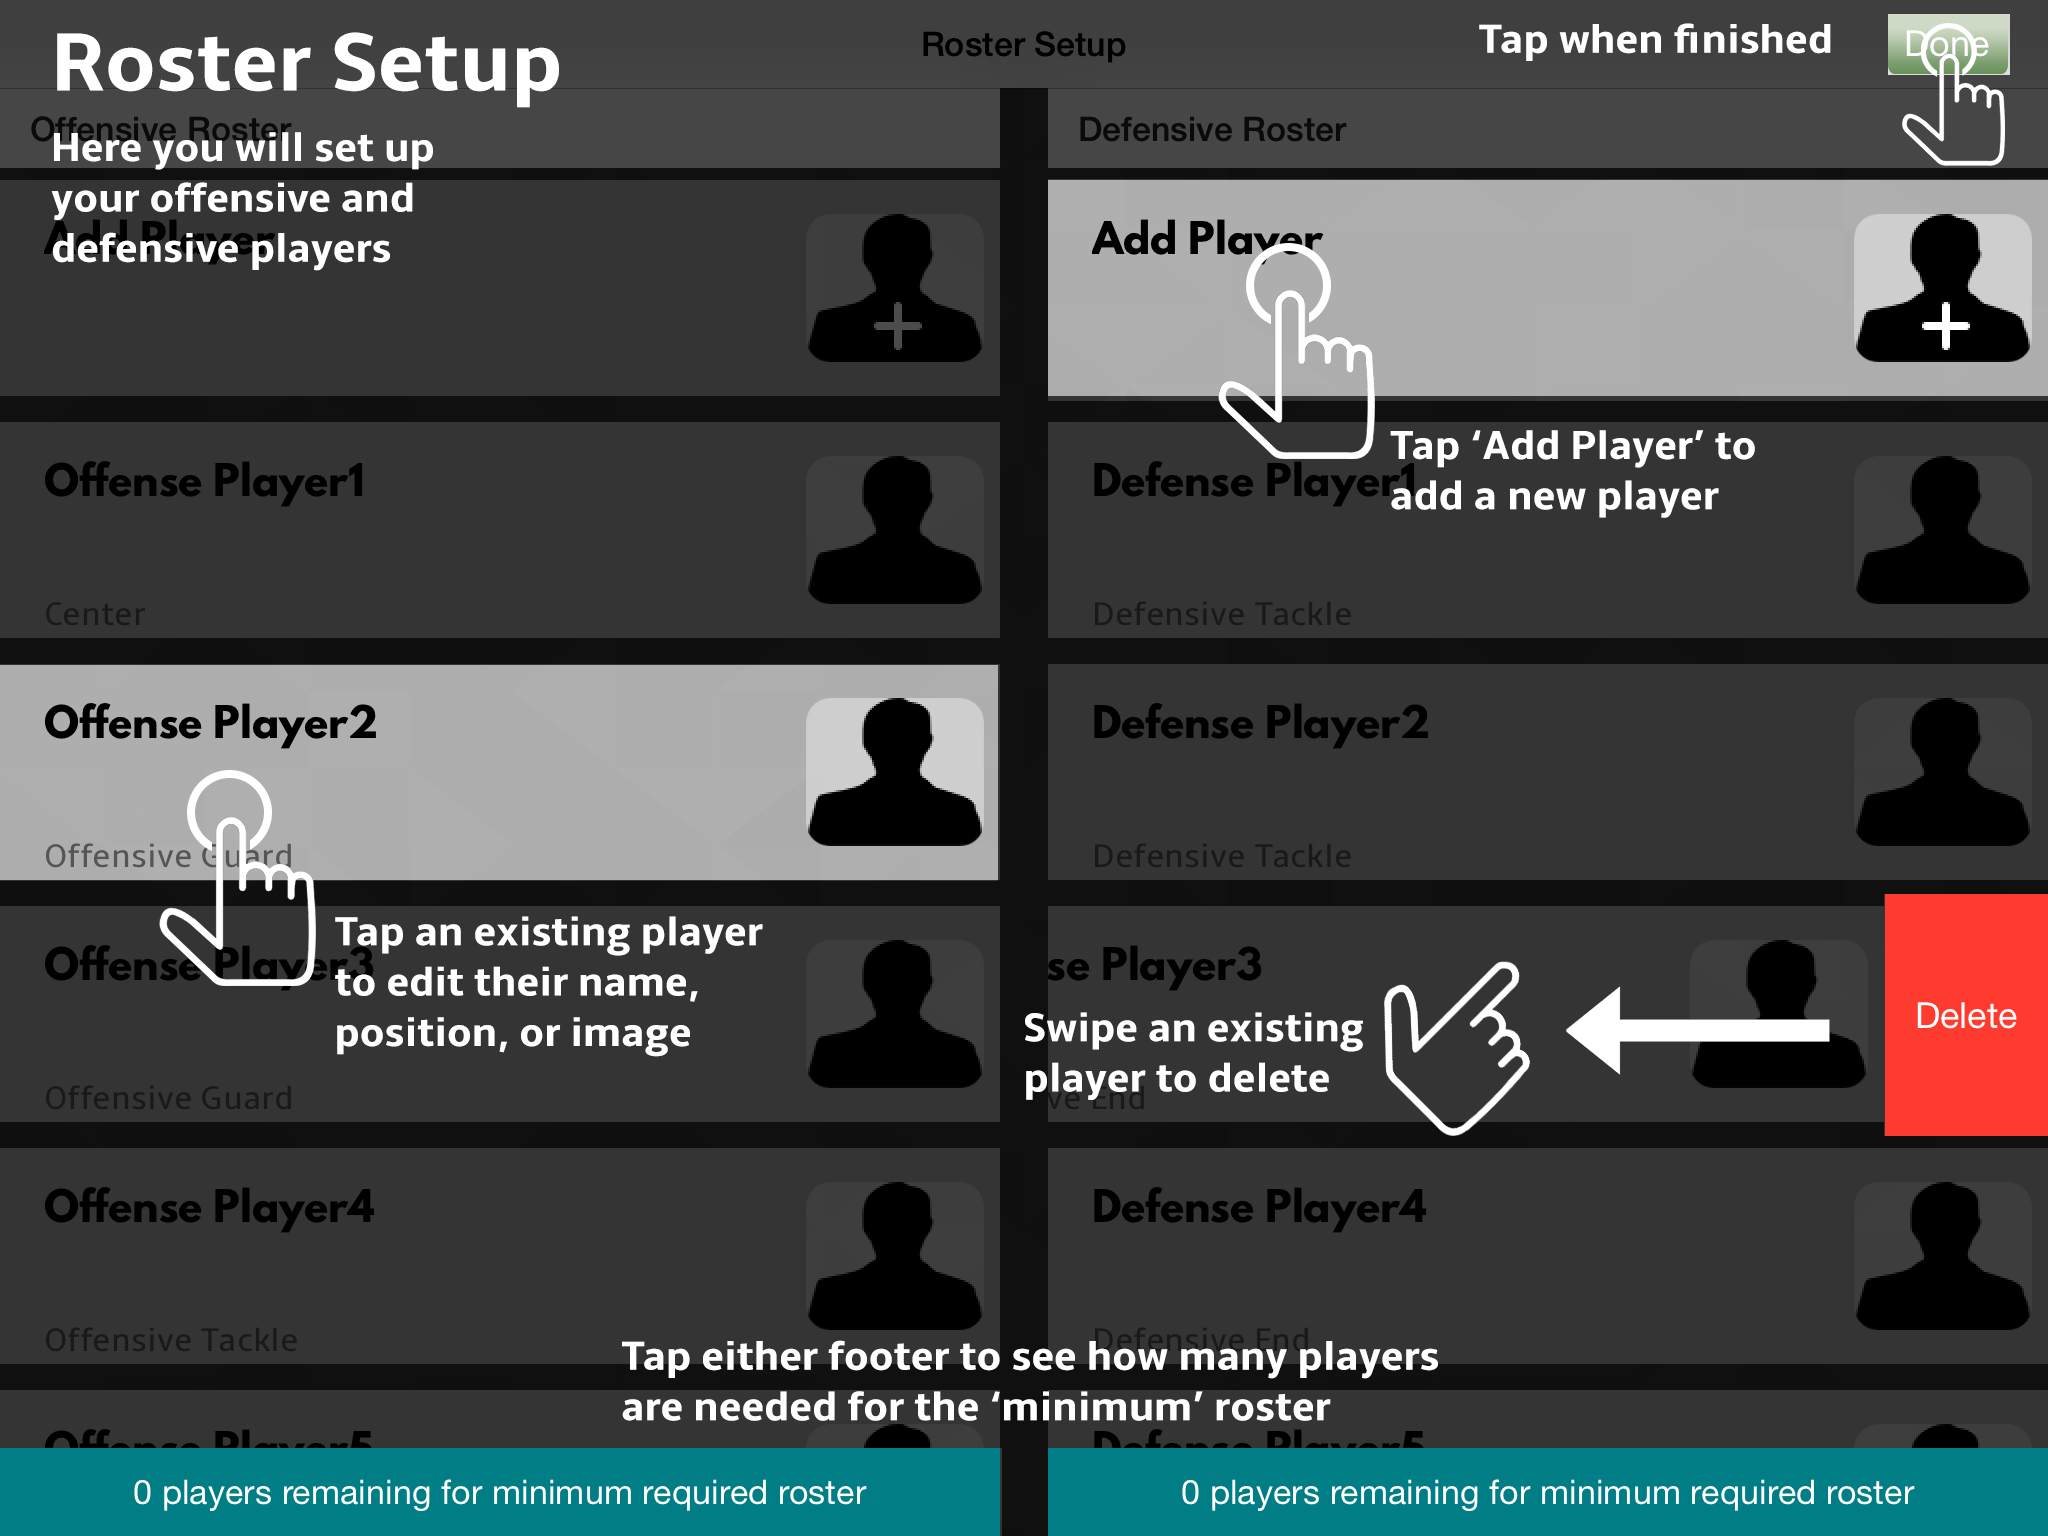 Roster Setup
Roster Setup
Tap when finished
Done
Offensive Roster
Defensive Roster
Here you will set up
your offensive and
defensive players
Add Player
Add Player
Tap ‘Add Player’ to
add a new player
Offense Player1
Center
Defense Player1
Defensive Tackle
Offense Player2
Offensive Guard
Defense Player2
Defensive Tackle
Tap an existing player
to edit their name,
position, or image
Offense Player3
Offensive Guard
se Player3
ve End
Swipe an existing
player to delete
Delete
Offense Player4
Offensive Tackle
Defense Player4
Defensive End
Tap either footer to see how many players
are needed for the ‘minimum’ roster
Offense Player5
Defense Player5
0 players remaining for minimum required roster
0 players remaining for minimum required roster